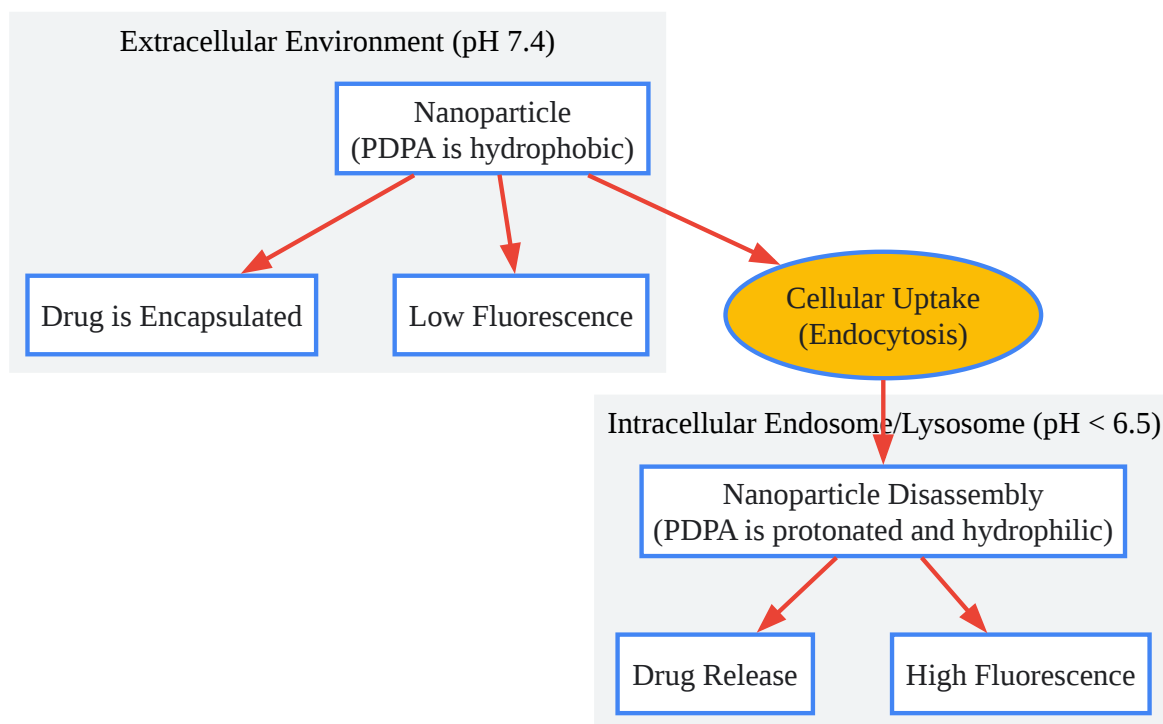 Extracellular Environment (pH 7.4)
Nanoparticle
(PDPA is hydrophobic)
Drug is Encapsulated
Low Fluorescence
Cellular Uptake
(Endocytosis)
Intracellular Endosome/Lysosome (pH < 6.5)
Nanoparticle Disassembly
(PDPA is protonated and hydrophilic)
Drug Release
High Fluorescence